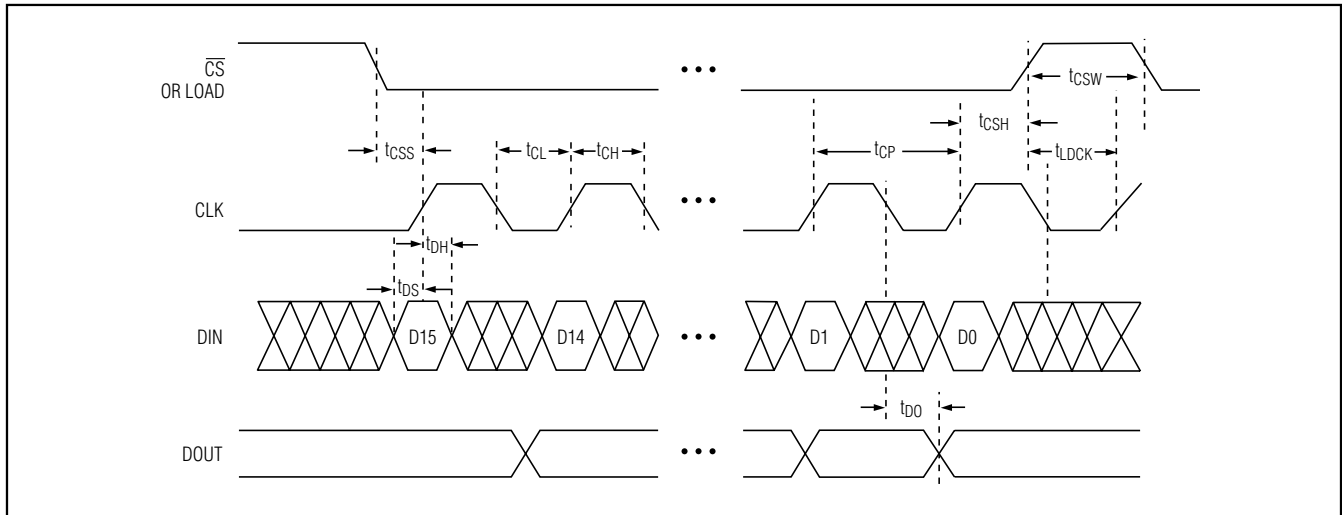 CS
OR LOAD
•••
tCSW
tCSS
tCL
tCH
tCP
tCSH
tLDCK
CLK
•••
tDH
tDS
DIN
D15
D14
•••
D1
D0
tDO
DOUT
•••